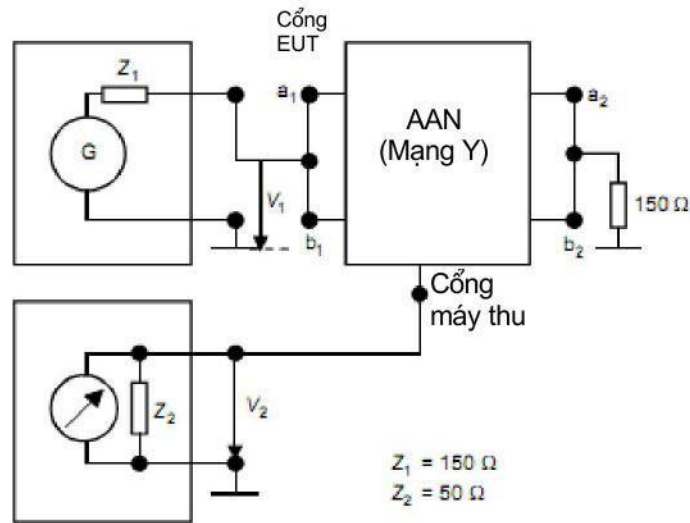 Cổng
EUT
Z1
a1
AAN
(Mạng Y)
a2
G
V1
150 Ω
b1
b2
Cổng
máy thu
Z2
V2
Z1 = 150 Ω
Z2 = 50 Ω